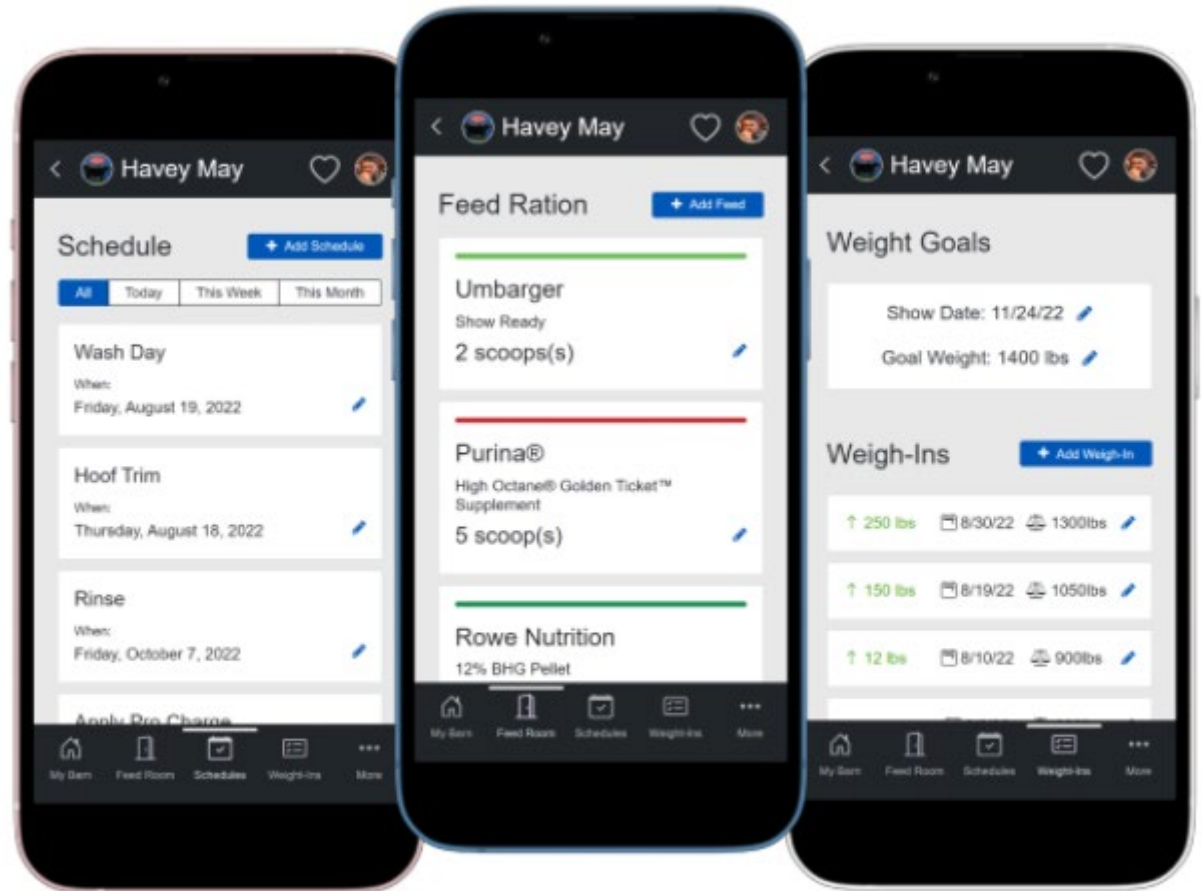 Havey May
Schedule
+ Add Schedule
All Today This Week This Month
Wash Day
When:
Friday, August 19, 2022
Hoof Trim
When:
Thursday, August 18, 2022
Rinse
When:
Friday, October 7, 2022
Apply Pro Charge
My Barn Feed Room Schedules Weight-Ins More
Havey May
Feed Ration
+ Add Feed
Umbarger
Show Ready
2 scoops(s)
Purina®
High Octane® Golden Ticket™
Supplement
5 scoop(s)
Rowe Nutrition
12% BHG Pellet
My Barn Feed Room Schedules Weight-Ins More
Havey May
Weight Goals
Show Date: 11/24/22
Goal Weight: 1400 lbs
Weigh-Ins
+ Add Weigh-In
↑ 250 lbs 8/30/22 1300lbs
↑ 150 lbs 8/19/22 1050lbs
↑ 12 lbs 8/10/22 900lbs
My Barn Feed Room Schedules Weight-Ins More